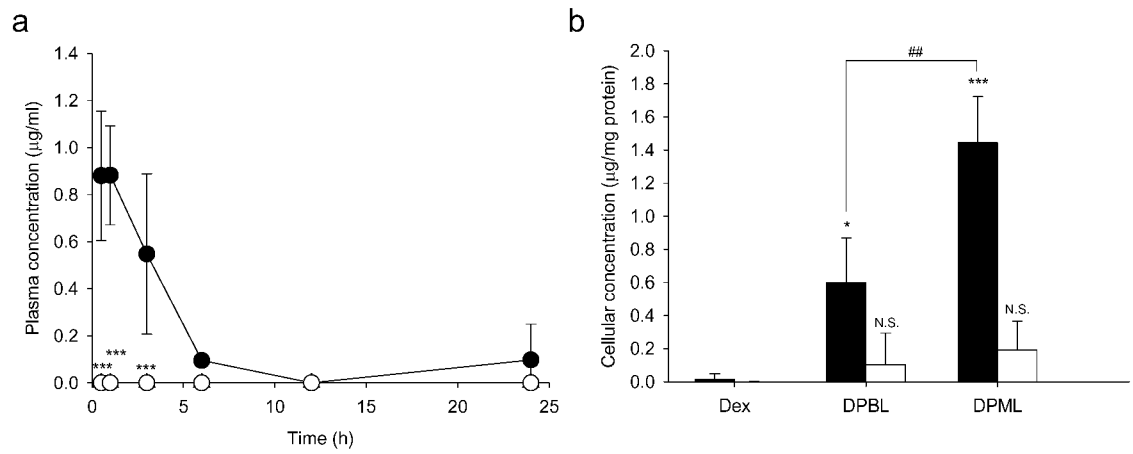 a
Plasma concentration (μg/ml)
1.4
1.2
1.0
0.8
0.6
0.4
0.2
0.0
***
***
***
0 5 10 15 20 25
Time (h)
b
Cellular concentration (μg/mg protein)
2.0
1.8
1.6
1.4
1.2
1.0
0.8
0.6
0.4
0.2
0.0
##
***
*
N.S.
N.S.
Dex DPBL DPML